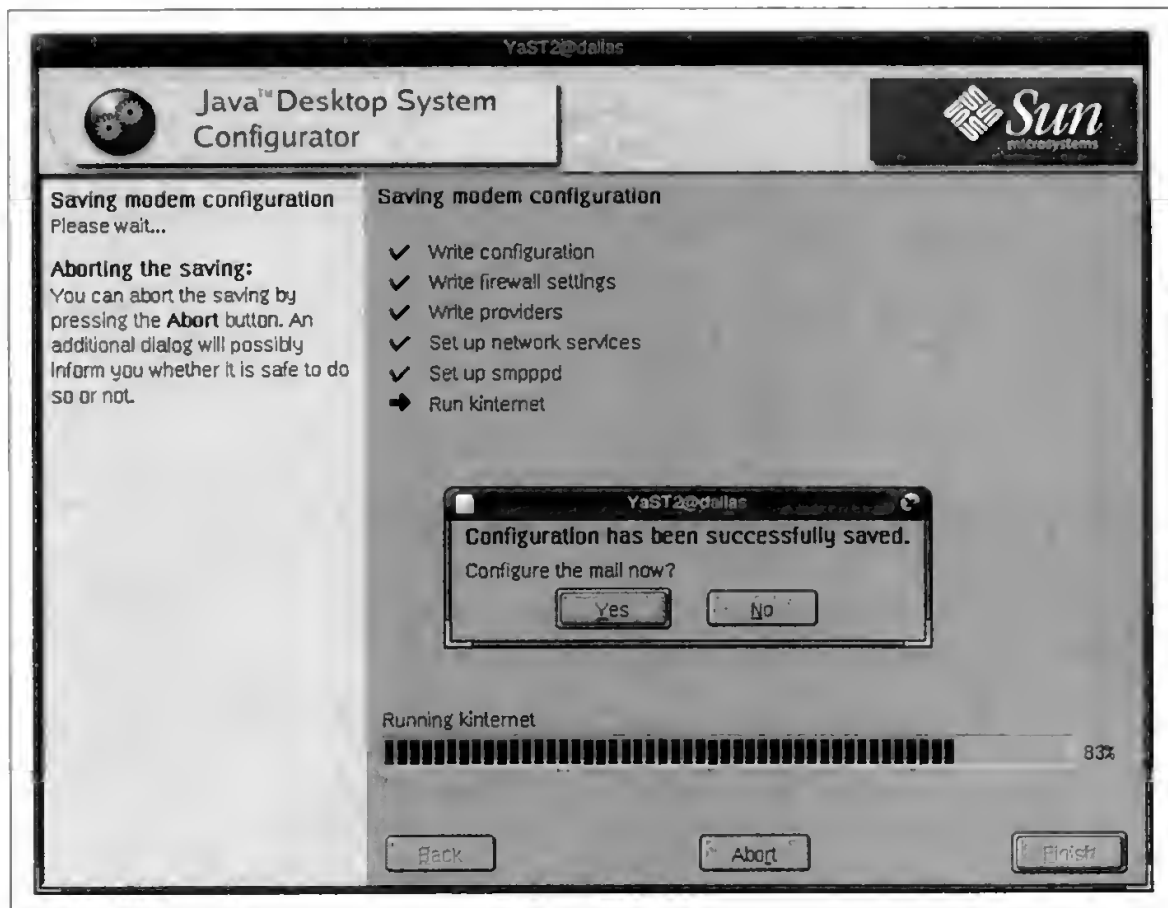 YaST2@dallas
Java™ Desktop System
Configurator
Sun
microsystems
Saving modem configuration
Please wait...
Aborting the saving:
You can abort the saving by
pressing the Abort button. An
additional dialog will possibly
inform you whether it is safe to do
so or not.
Saving modem configuration
Write configuration
Write firewall settings
Write providers
Set up network services
Set up smpppd
Run kinternet
YaST2@dallas
Configuration has been successfully saved.
Configure the mail now?
Yes No
Running kinternet
83%
Back Abort Finish